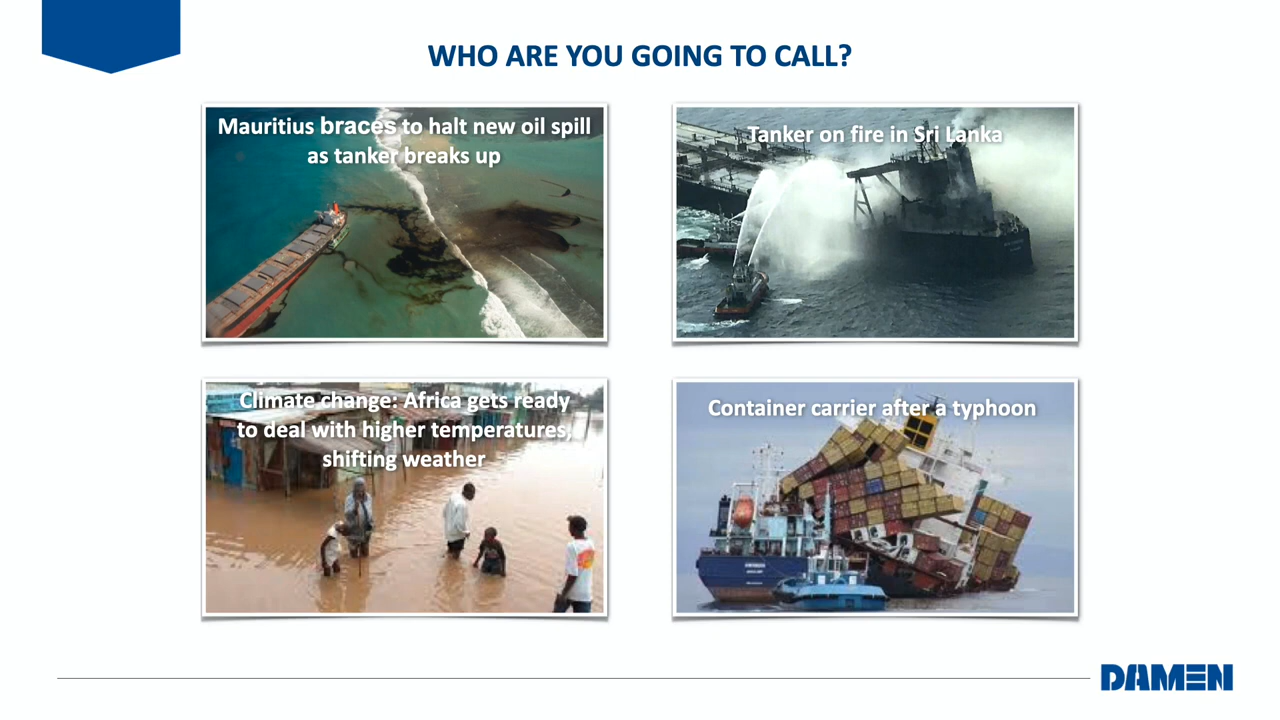 WHO ARE YOU GOING TO CALL?
Mauritius braces to halt new oil spill
as tanker breaks up
Tanker on fire in Sri Lanka
Climate change: Africa gets ready
to deal with higher temperatures,
shifting weather
Container carrier after a typhoon
DAMEN